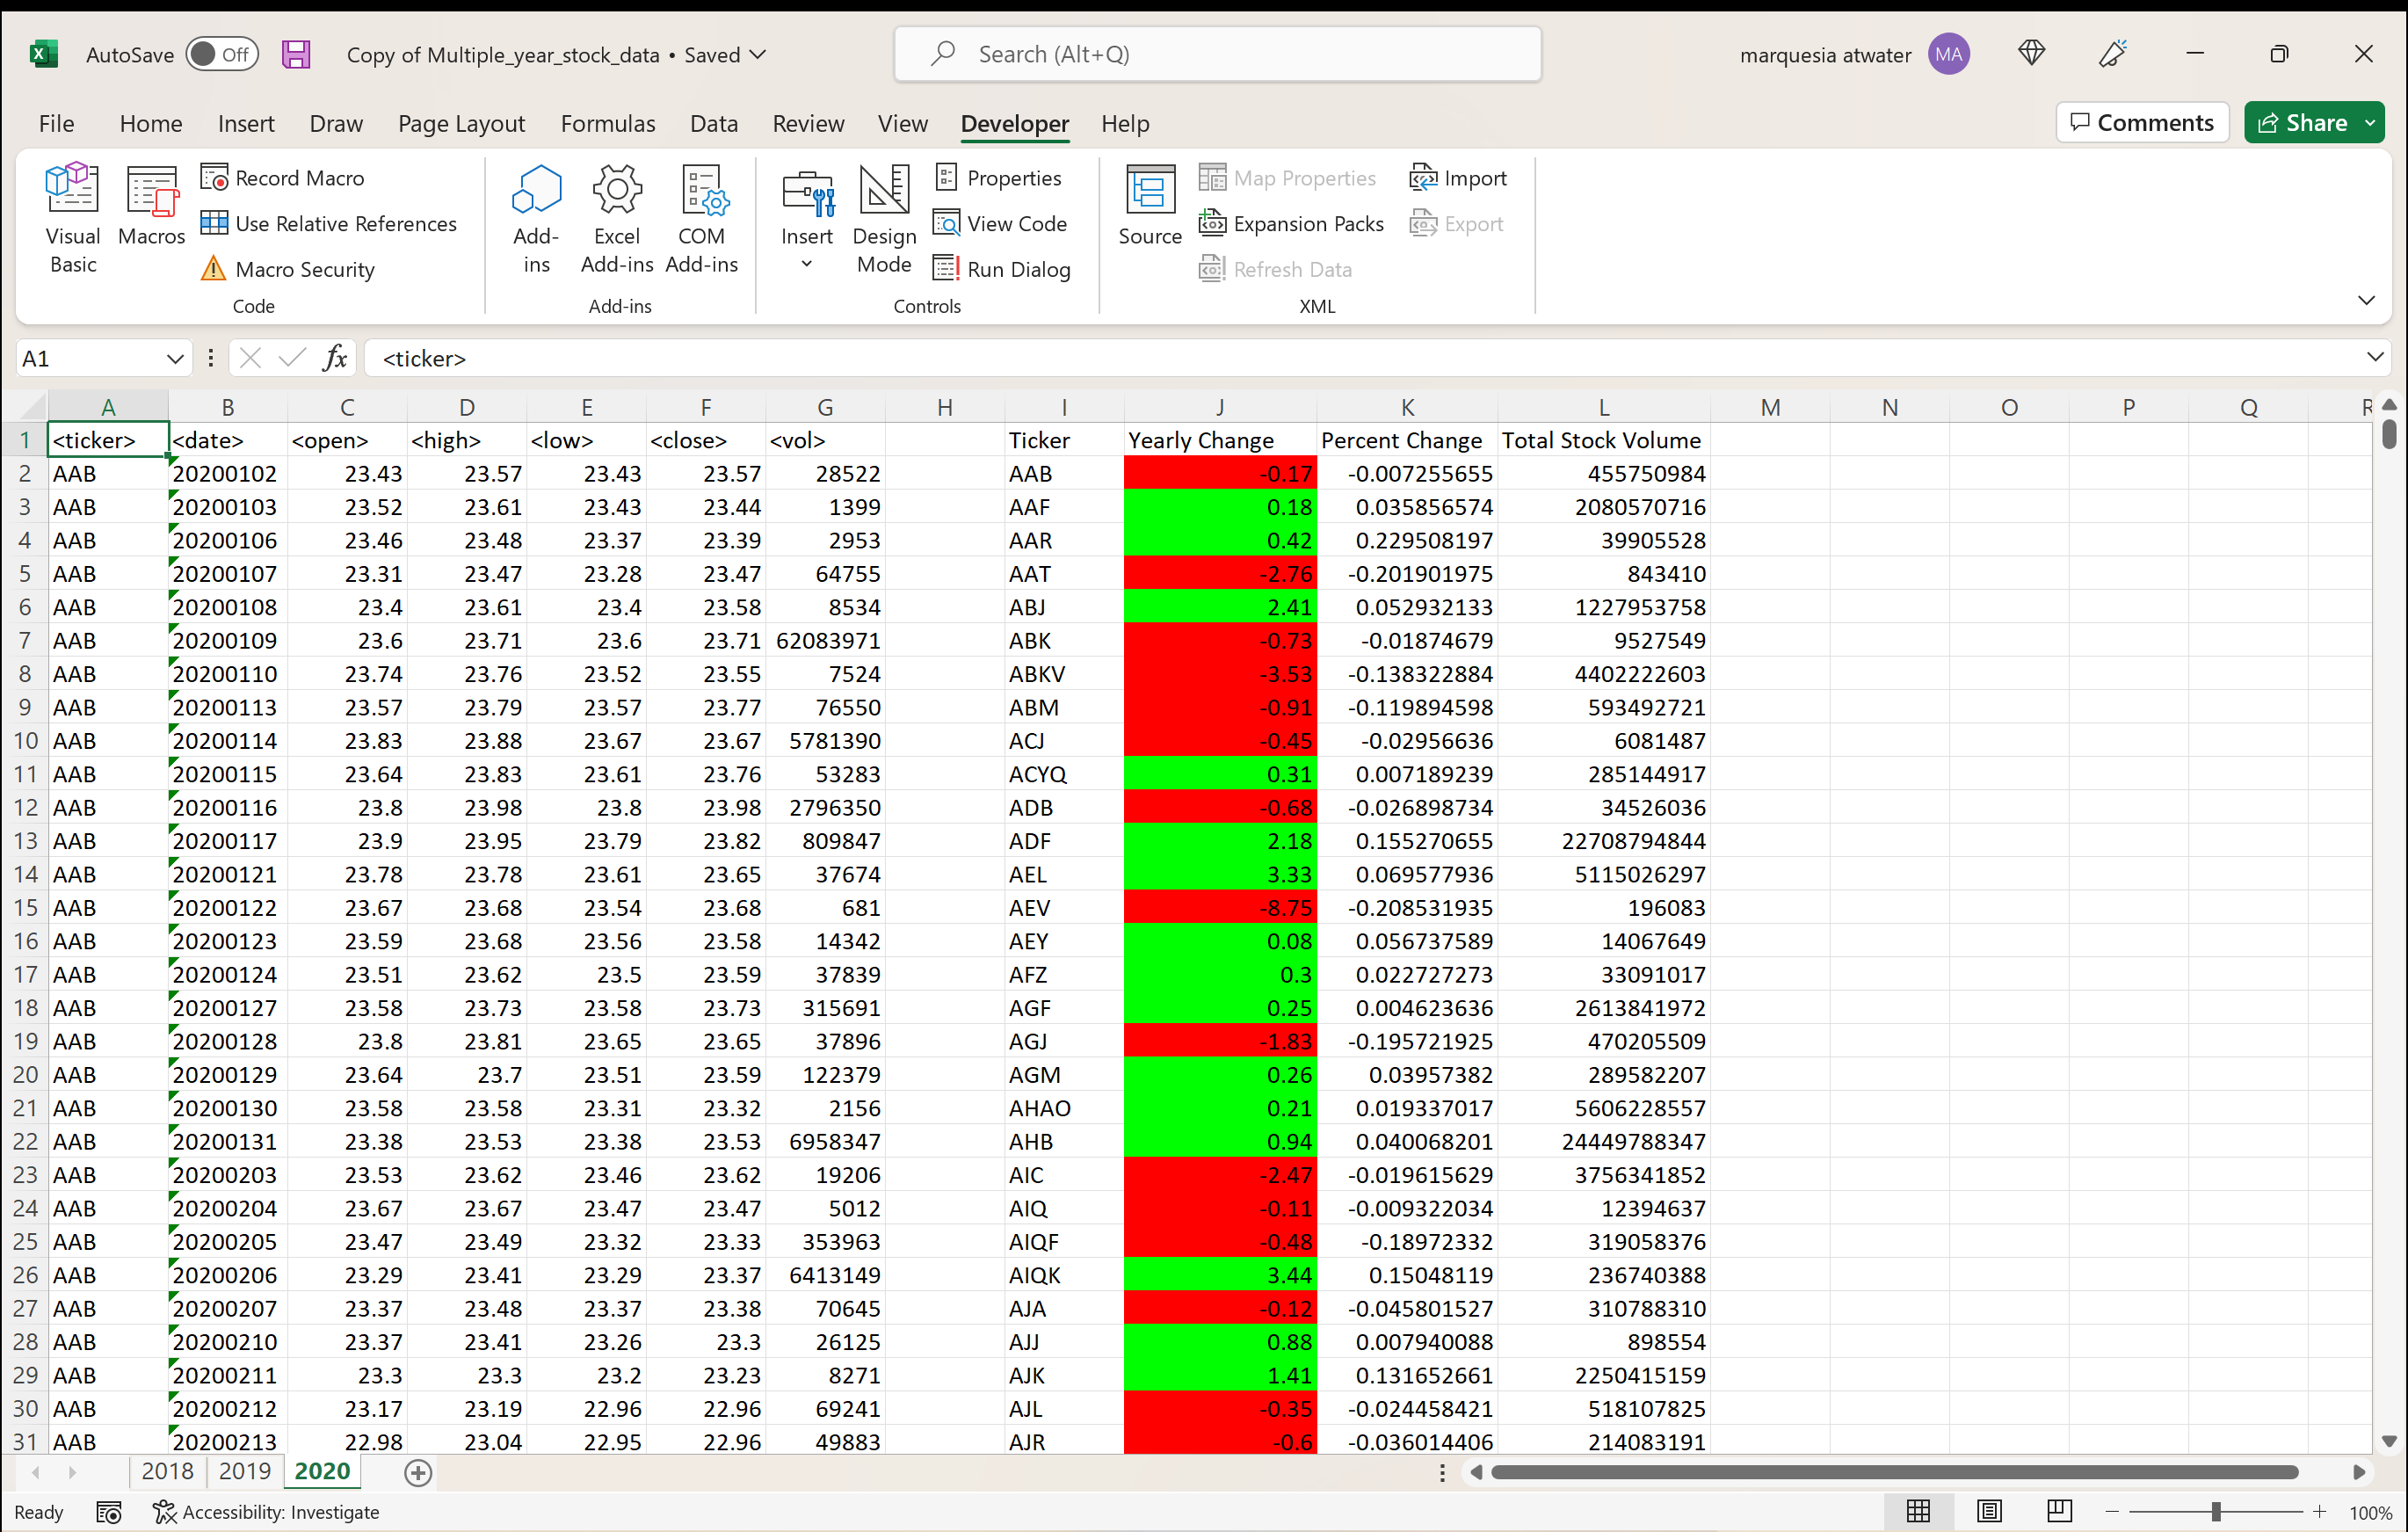 AutoSave Off Copy of Multiple_year_stock_data • Saved Search (Alt+Q) marquesia atwater MA
File Home Insert Draw Page Layout Formulas Data Review View Developer Help Comments Share
Visual Basic Macros Record Macro Use Relative References Macro Security Add-ins Excel Add-ins COM Add-ins Insert Design Mode Properties View Code Run Dialog Source Map Properties Expansion Packs Refresh Data Import Export
Code Add-ins Controls XML
A1 fx <ticker>
A B C D E F G H I J K L M N O P Q R
1 <ticker> <date> <open> <high> <low> <close> <vol> Ticker Yearly Change Percent Change Total Stock Volume
2 AAB 20200102 23.43 23.57 23.43 23.57 28522 AAB -0.17 -0.007255655 455750984
3 AAB 20200103 23.52 23.61 23.43 23.44 1399 AAF 0.18 0.035856574 2080570716
4 AAB 20200106 23.46 23.48 23.37 23.39 2953 AAR 0.42 0.229508197 39905528
5 AAB 20200107 23.31 23.47 23.28 23.47 64755 AAT -2.76 -0.201901975 843410
6 AAB 20200108 23.4 23.61 23.4 23.58 8534 ABJ 2.41 0.052932133 1227953758
7 AAB 20200109 23.6 23.71 23.6 23.71 62083971 ABK -0.73 -0.01874679 9527549
8 AAB 20200110 23.74 23.76 23.52 23.55 7524 ABKV -3.53 -0.138322884 4402222603
9 AAB 20200113 23.57 23.79 23.57 23.77 76550 ABM -0.91 -0.119894598 593492721
10 AAB 20200114 23.83 23.88 23.67 23.67 5781390 ACJ -0.45 -0.02956636 6081487
11 AAB 20200115 23.64 23.83 23.61 23.76 53283 ACYQ 0.31 0.007189239 285144917
12 AAB 20200116 23.8 23.98 23.8 23.98 2796350 ADB -0.68 -0.026898734 34526036
13 AAB 20200117 23.9 23.95 23.79 23.82 809847 ADF 2.18 0.155270655 22708794844
14 AAB 20200121 23.78 23.78 23.61 23.65 37674 AEL 3.33 0.069577936 5115026297
15 AAB 20200122 23.67 23.68 23.54 23.68 681 AEV -8.75 -0.208531935 196083
16 AAB 20200123 23.59 23.68 23.56 23.58 14342 AEY 0.08 0.056737589 14067649
17 AAB 20200124 23.51 23.62 23.5 23.59 37839 AFZ 0.3 0.022727273 33091017
18 AAB 20200127 23.58 23.73 23.58 23.73 315691 AGF 0.25 0.004623636 2613841972
19 AAB 20200128 23.8 23.81 23.65 23.65 37896 AGJ -1.83 -0.195721925 470205509
20 AAB 20200129 23.64 23.7 23.51 23.59 122379 AGM 0.26 0.03957382 289582207
21 AAB 20200130 23.58 23.58 23.31 23.32 2156 AHAO 0.21 0.019337017 5606228557
22 AAB 20200131 23.38 23.53 23.38 23.53 6958347 AHB 0.94 0.040068201 24449788347
23 AAB 20200203 23.53 23.62 23.46 23.62 19206 AIC -2.47 -0.019615629 3756341852
24 AAB 20200204 23.67 23.67 23.47 23.47 5012 AIQ -0.11 -0.009322034 12394637
25 AAB 20200205 23.47 23.49 23.32 23.33 353963 AIQF -0.48 -0.18972332 319058376
26 AAB 20200206 23.29 23.41 23.29 23.37 6413149 AIQK 3.44 0.15048119 236740388
27 AAB 20200207 23.37 23.48 23.37 23.38 70645 AJA -0.12 -0.045801527 310788310
28 AAB 20200210 23.37 23.41 23.26 23.3 26125 AJJ 0.88 0.007940088 898554
29 AAB 20200211 23.3 23.3 23.2 23.23 8271 AJK 1.41 0.131652661 2250415159
30 AAB 20200212 23.17 23.19 22.96 22.96 69241 AJL -0.35 -0.024458421 518107825
31 AAB 20200213 22.98 23.04 22.95 22.96 49883 AJR -0.6 -0.036014406 214083191
2018 2019 2020
Ready Accessibility: Investigate 100%